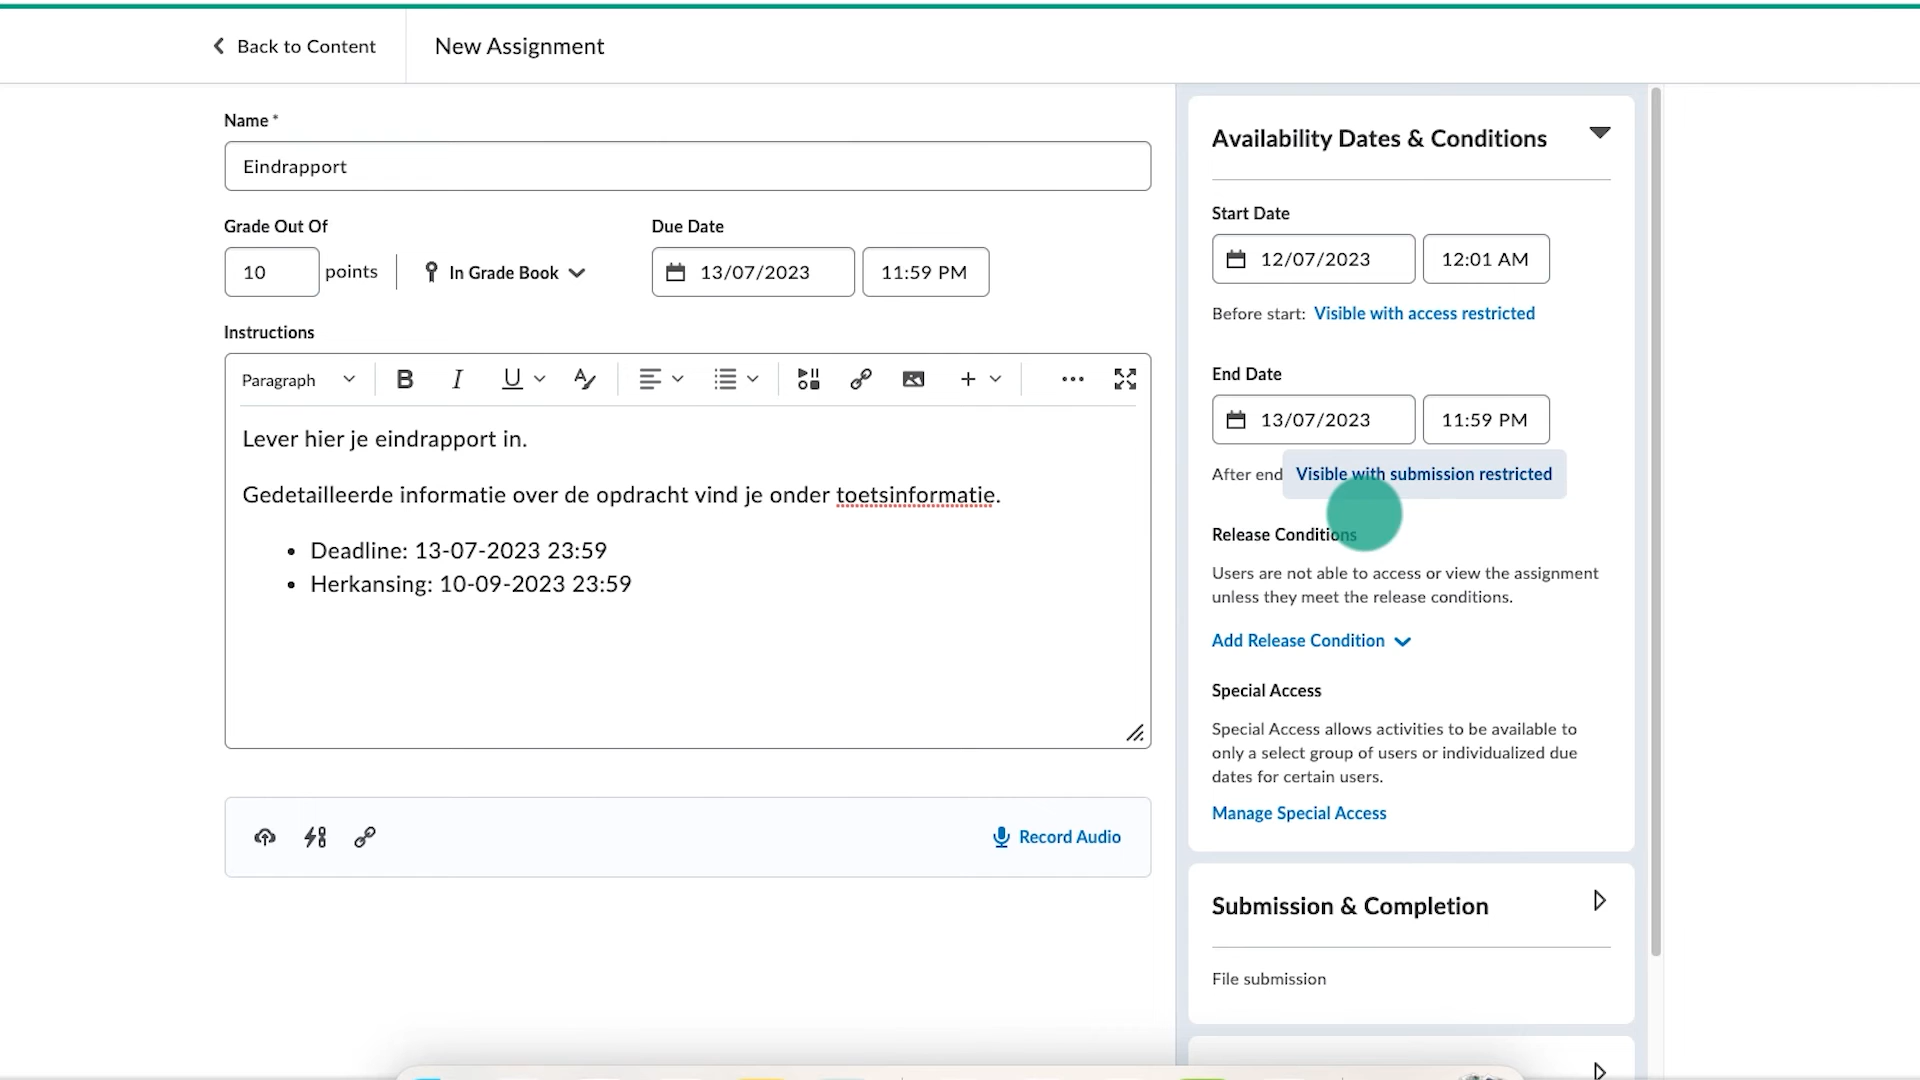 Back to Content
New Assignment
Name *
Eindrapport
Grade Out Of
Due Date
10
points
In Grade Book
13/07/2023
11:59 PM
Instructions
Paragraph
B
I
U
Lever hier je eindrapport in.
Gedetailleerde informatie over de opdracht vind je onder toetsinformatie.
• Deadline: 13-07-2023 23:59
• Herkansing: 10-09-2023 23:59
Record Audio
Availability Dates & Conditions
Start Date
12/07/2023
12:01 AM
Before start: Visible with access restricted
End Date
13/07/2023
11:59 PM
After end Visible with submission restricted
Release Conditions
Users are not able to access or view the assignment
unless they meet the release conditions.
Add Release Condition
Special Access
Special Access allows activities to be available to
only a select group of users or individualized due
dates for certain users.
Manage Special Access
Submission & Completion
File submission